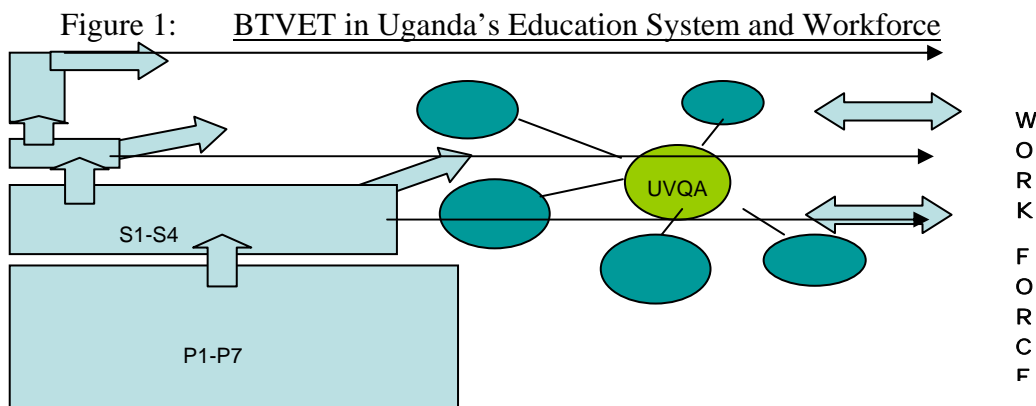 Figure 1: BTVET in Uganda's Education System and Workforce
UVQA
S1-S4
P1-P7
W
O
R
K
F
O
R
C